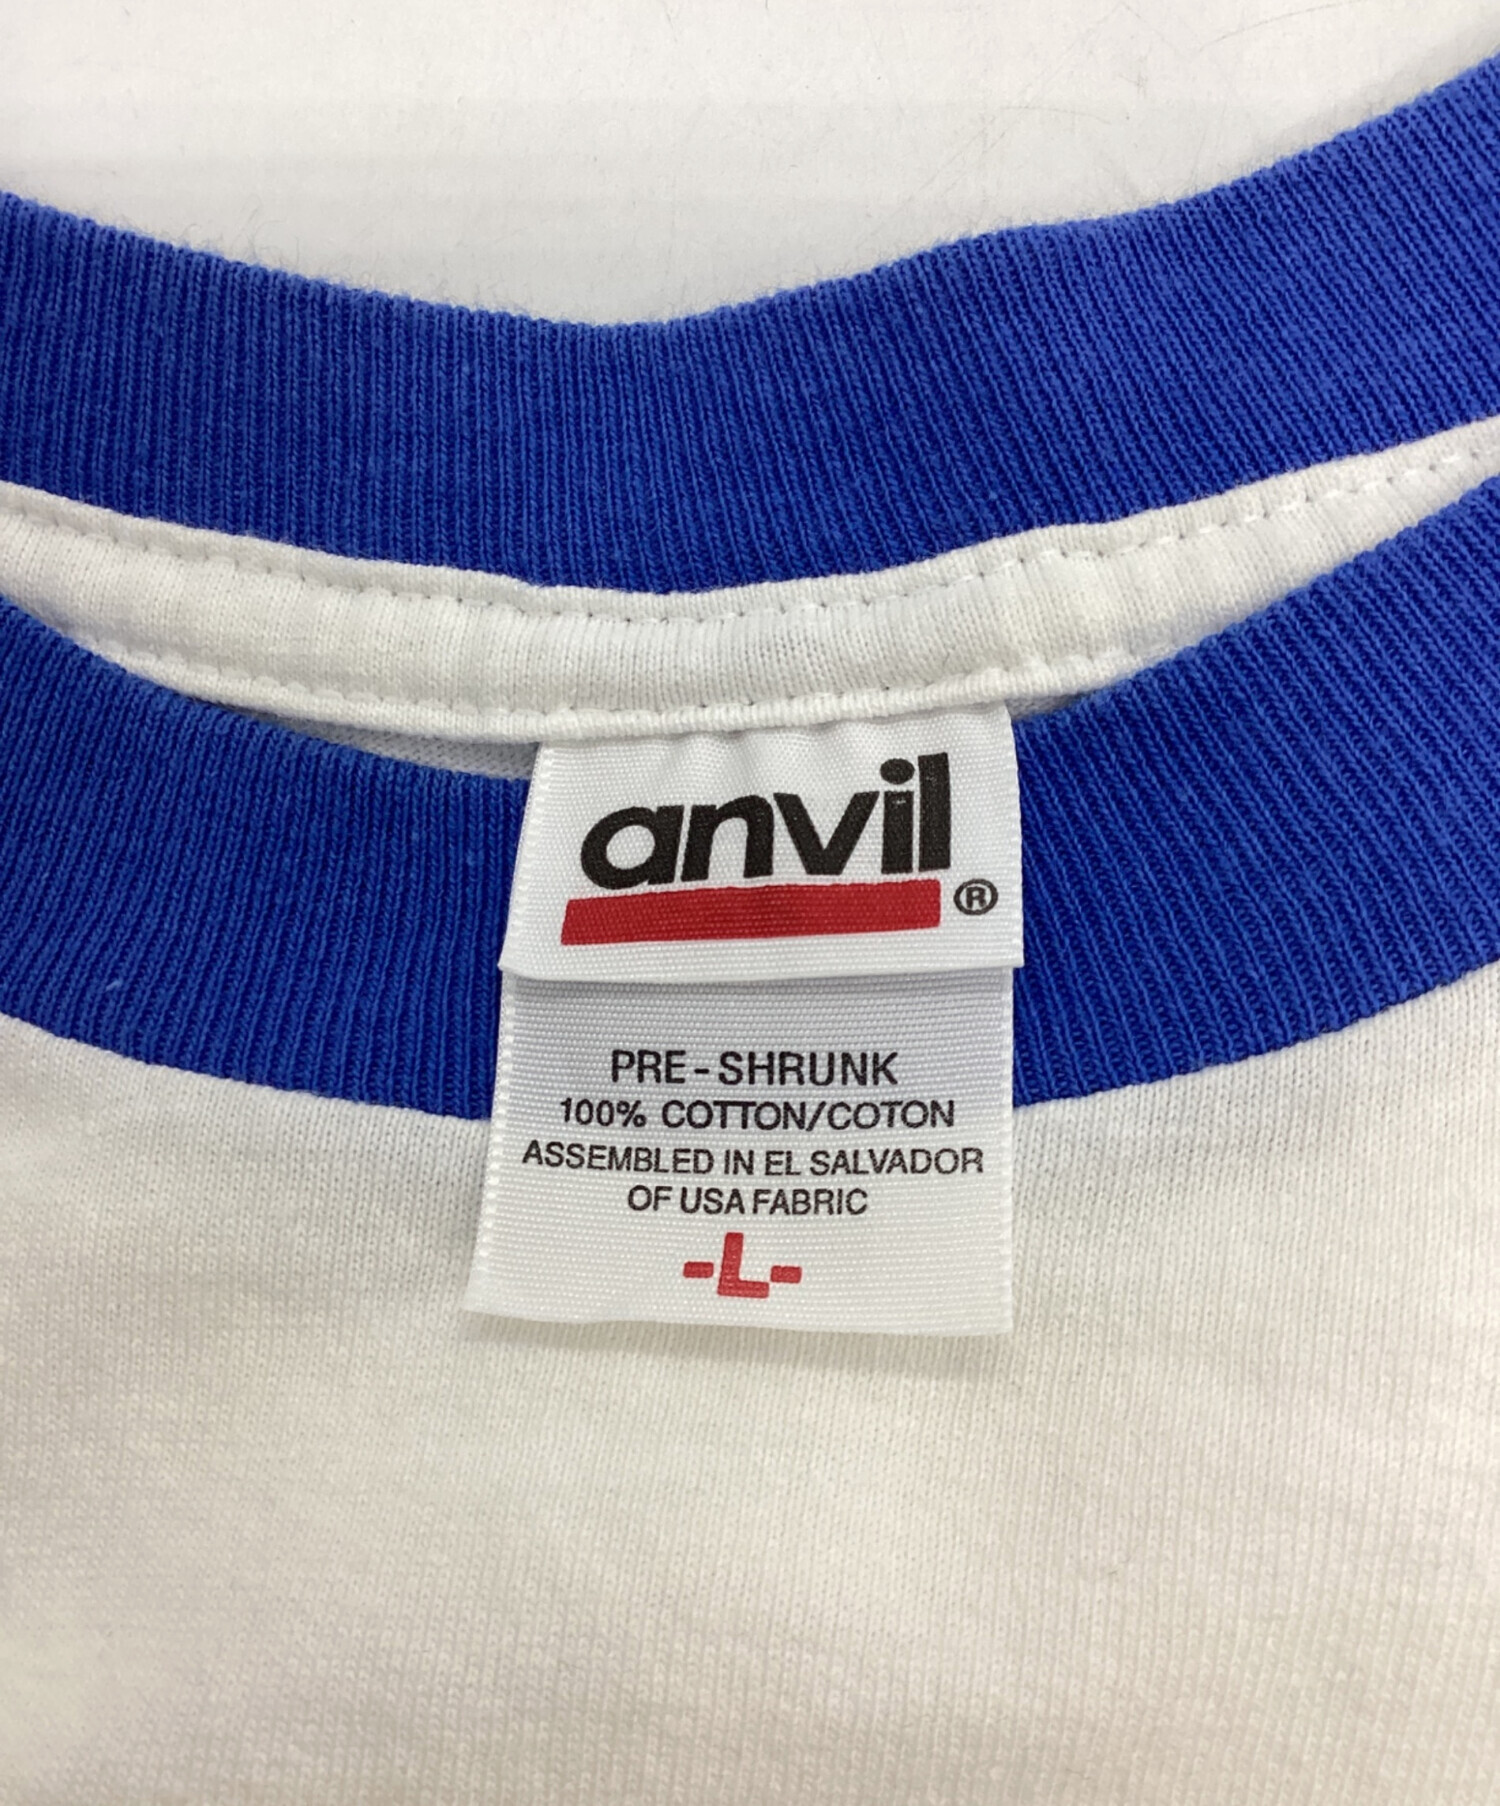 anvil®
PRE-SHRUNK
100% COTTON/COTON
ASSEMBLED IN EL SALVADOR
OF USA FABRIC
-L-